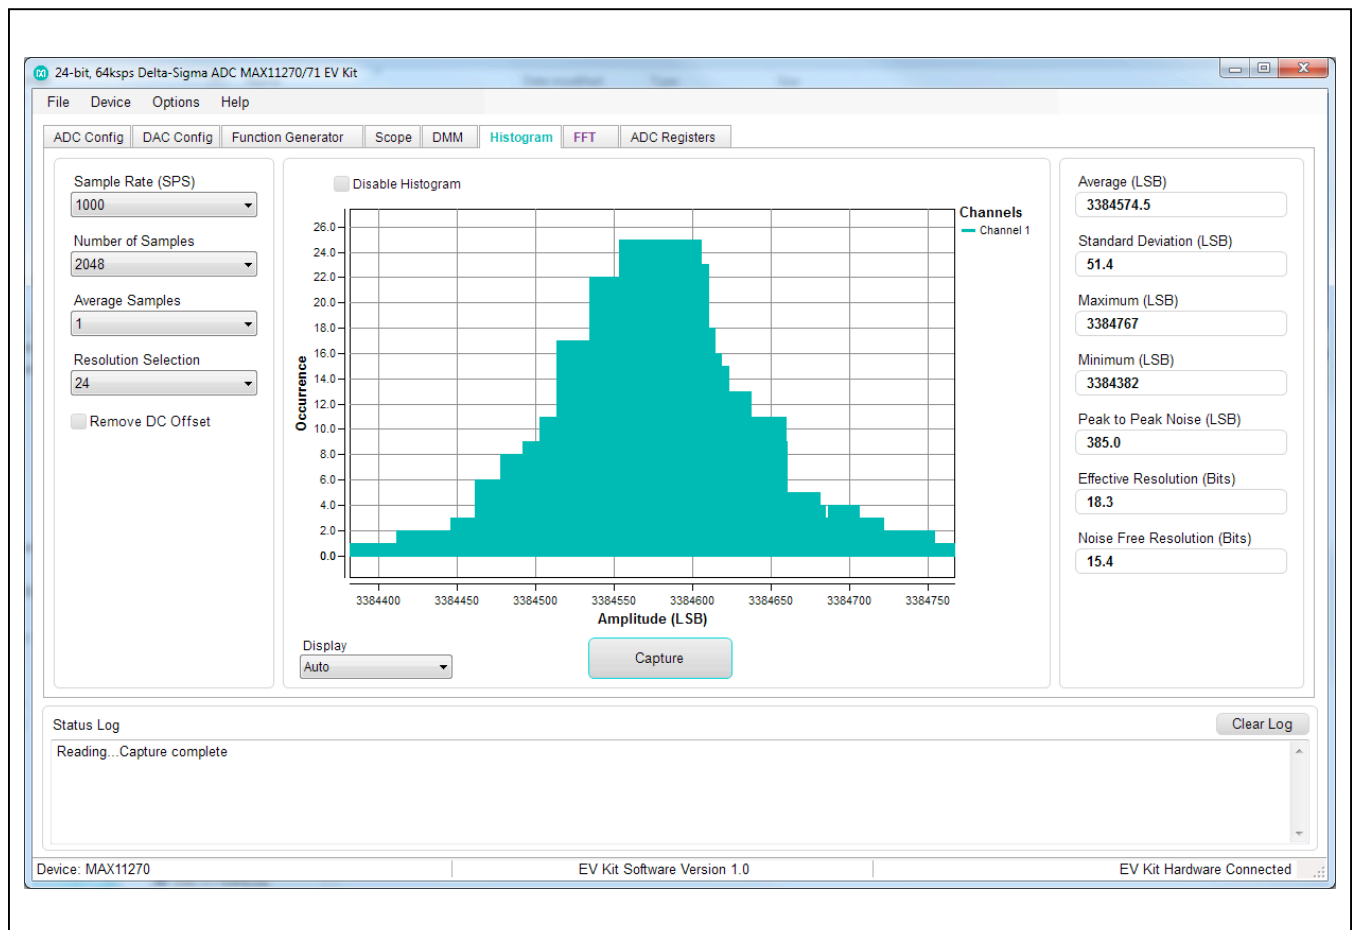 24-bit, 64ksps Delta-Sigma ADC MAX11270/71 EV Kit
File Device Options Help
ADC Config DAC Config Function Generator Scope DMM Histogram FFT ADC Registers
Sample Rate (SPS)
1000
Number of Samples
2048
Average Samples
1
Resolution Selection
24
Remove DC Offset
Disable Histogram
Channels
Channel 1
Occurrence
26.0
24.0
22.0
20.0
18.0
16.0
14.0
12.0
10.0
8.0
6.0
4.0
2.0
0.0
3384400 3384450 3384500 3384550 3384600 3384650 3384700 3384750
Amplitude (LSB)
Display
Auto
Capture
Average (LSB)
3384574.5
Standard Deviation (LSB)
51.4
Maximum (LSB)
3384767
Minimum (LSB)
3384382
Peak to Peak Noise (LSB)
385.0
Effective Resolution (Bits)
18.3
Noise Free Resolution (Bits)
15.4
Status Log
Clear Log
Reading...Capture complete
Device: MAX11270 EV Kit Software Version 1.0 EV Kit Hardware Connected